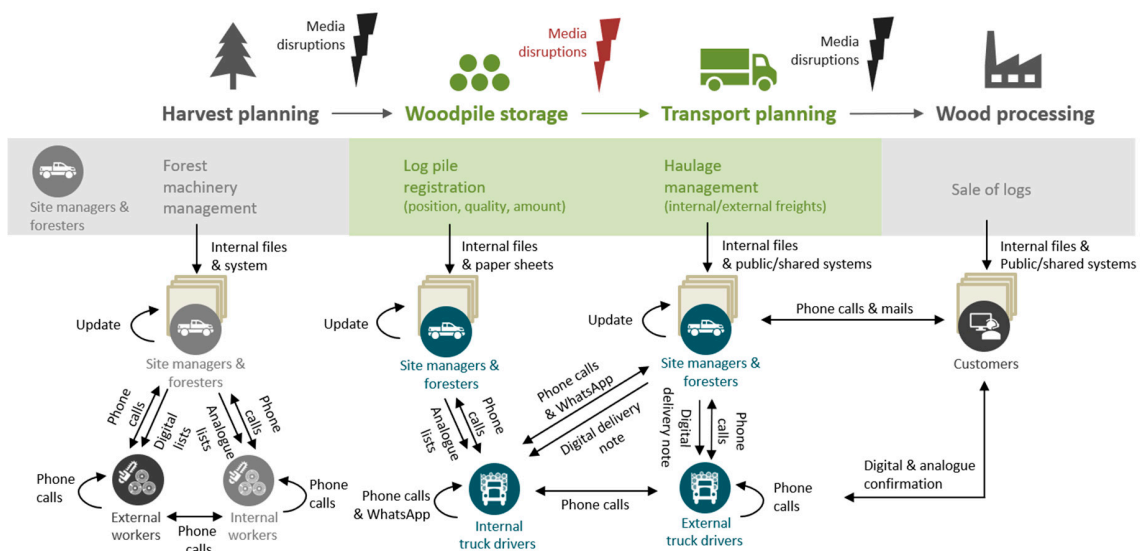 Media
disruptions
Media
disruptions
Media
disruptions
Harvest planning
Woodpile storage
Transport planning
Wood processing
Site managers &
foresters
Forest
machinery
management
Log pile
registration
(position, quality, amount)
Haulage
management
(internal/external freights)
Sale of logs
Internal files
& system
Internal files
& paper sheets
Internal files
& public/shared systems
Internal files &
Public/shared systems
Update
Site managers &
foresters
Update
Site managers &
foresters
Update
Site managers &
foresters
Phone calls & mails
Customers
Phone
calls
Digital
lists
Analogue
lists
Phone
calls
Analogue
lists
Phone
calls
Phone calls
& WhatsApp
Digital delivery
note
Digital
delivery note
Phone
calls
Phone
calls
External
workers
Phone
calls
Internal
workers
Phone
calls
Phone calls
& WhatsApp
Internal
truck drivers
Phone calls
External
truck drivers
Phone
calls
Digital & analogue
confirmation